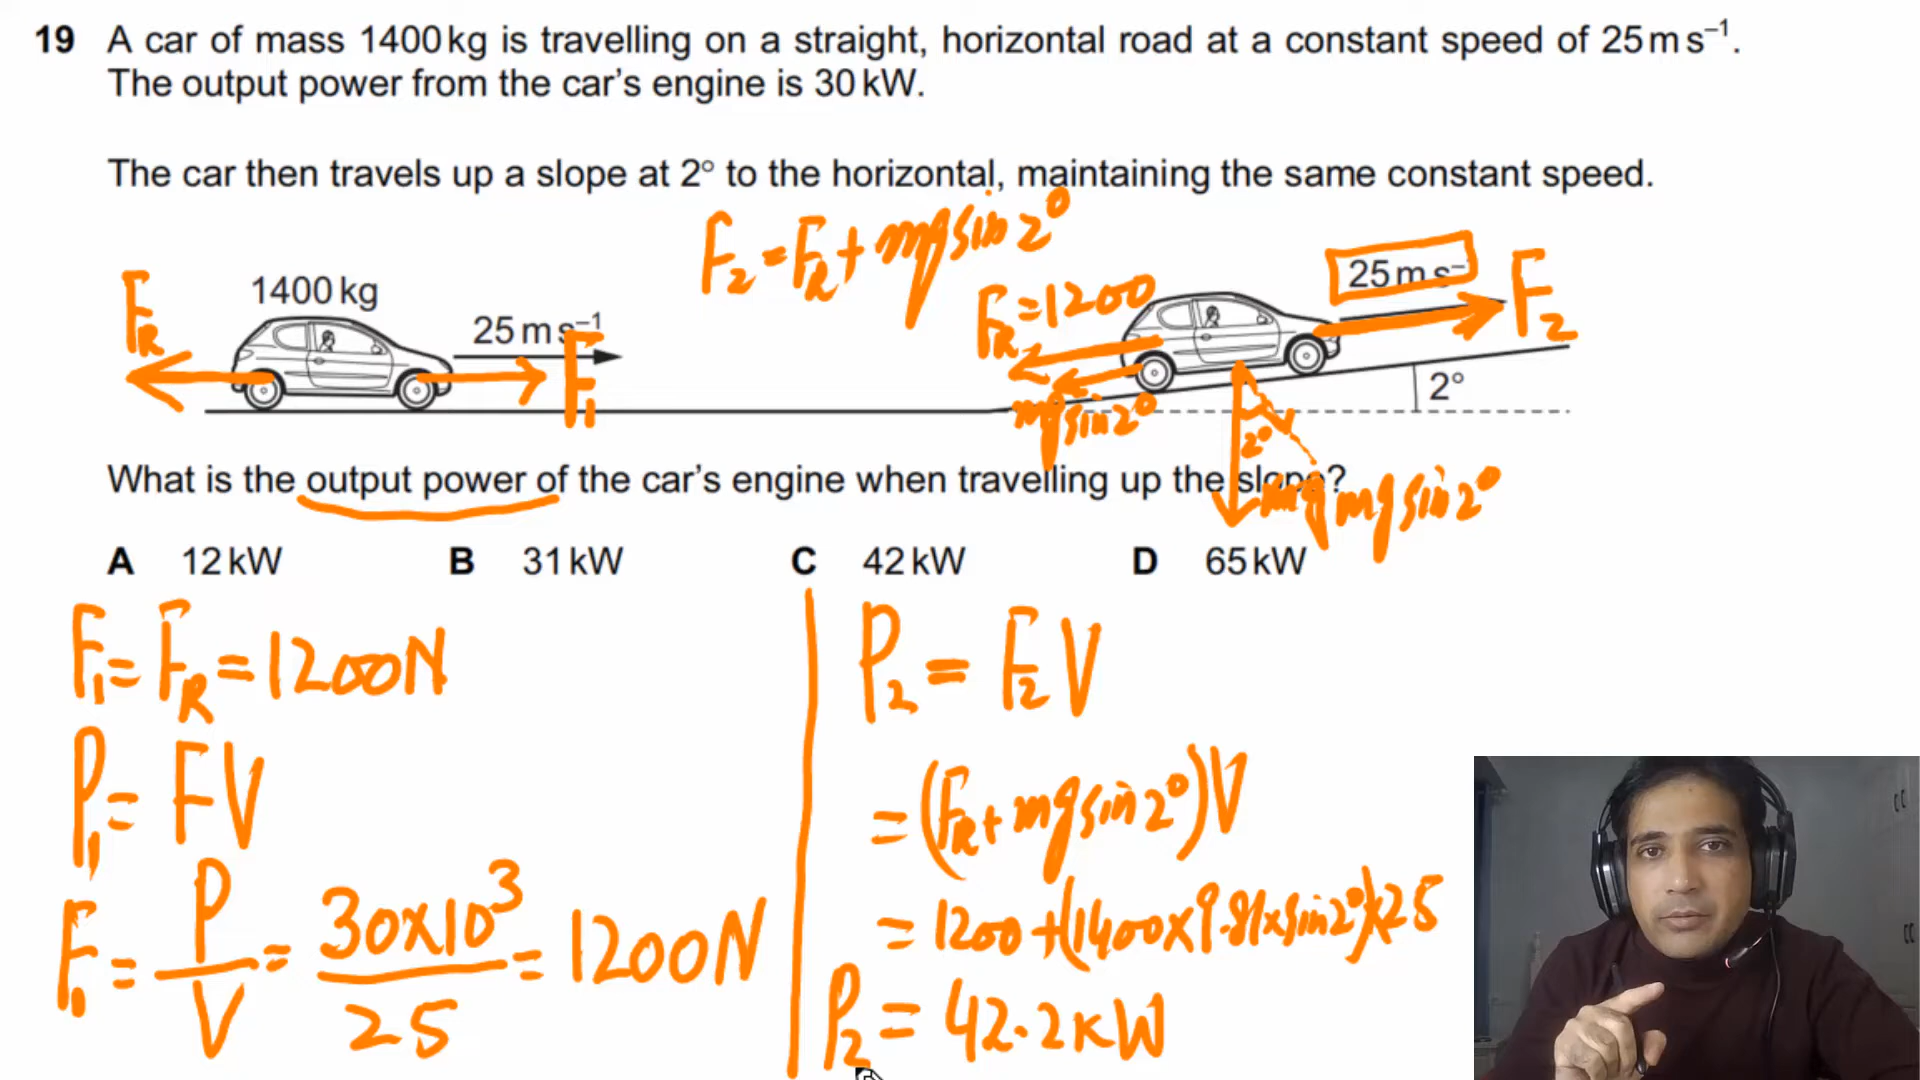 19 A car of mass 1400 kg is travelling on a straight, horizontal road at a constant speed of 25 m s⁻¹.
The output power from the car's engine is 30 kW.
The car then travels up a slope at 2° to the horizontal, maintaining the same constant speed.
F₂ = F_R + mg sin 2°
F_R
1400 kg
25 m s⁻¹
F₁
F_R = 1200
25 m s⁻
F₂
mg sin 2°
2°
2°
mg
mg sin 2°
What is the output power of the car's engine when travelling up the slope?
A 12 kW B 31 kW C 42 kW D 65 kW
F₁ = F_R = 1200N
P₁ = FV
F₁ = P/V = 30×10³/25 = 1200N
P₂ = F₂V
= (F_R + mg sin 2°)V
= 1200 + (1400×9.81×sin 2°)×25
P₂ = 42.2 KW